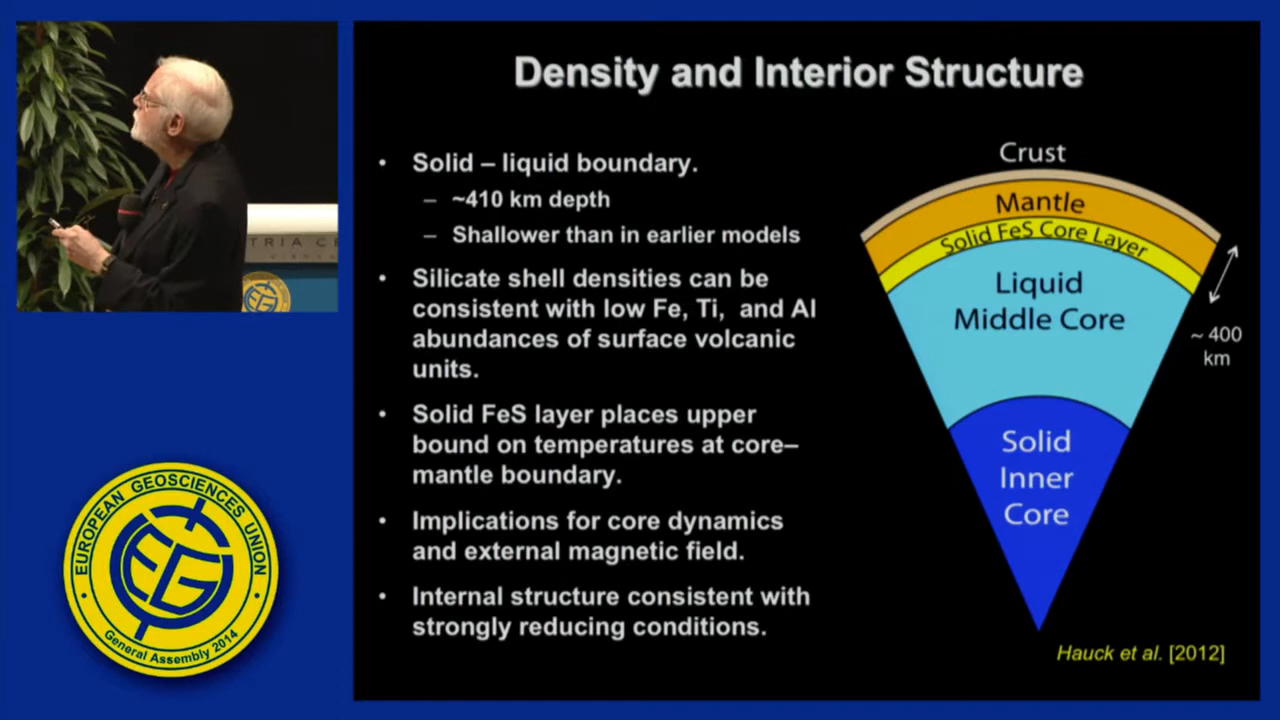 Density and Interior Structure
• Solid – liquid boundary.
– ~410 km depth
– Shallower than in earlier models
• Silicate shell densities can be
consistent with low Fe, Ti, and Al
abundances of surface volcanic
units.
• Solid FeS layer places upper
bound on temperatures at core–
mantle boundary.
• Implications for core dynamics
and external magnetic field.
• Internal structure consistent with
strongly reducing conditions.
Crust
Mantle
Solid FeS Core Layer
Liquid
Middle Core
~ 400
km
Solid
Inner
Core
Hauck et al. [2012]
TRIA CE
EUROPEAN GEOSCIENCES UNION
EGU
General Assembly 2014